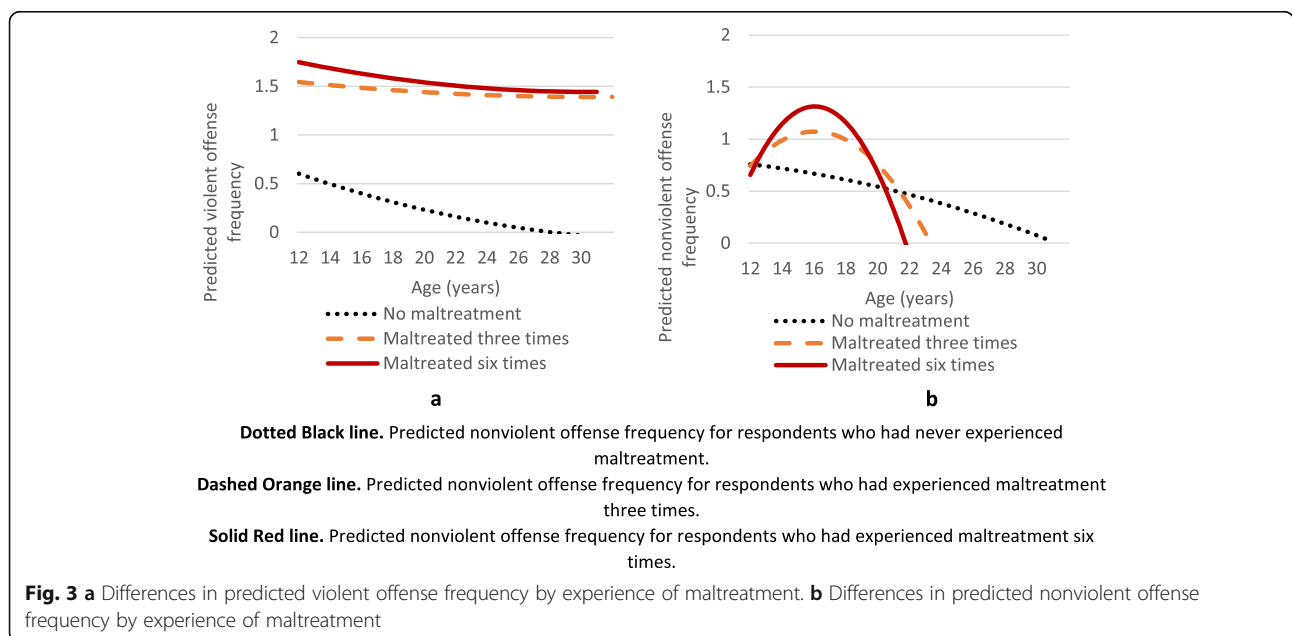 2
1.5
1
0.5
0
Predicted violent offense
frequency
12 14 16 18 20 22 24 26 28 30
Age (years)
No maltreatment
Maltreated three times
Maltreated six times
a
2
1.5
1
0.5
0
Predicted nonviolent offense
frequency
12 14 16 18 20 22 24 26 28 30
Age (years)
No maltreatment
Maltreated three times
Maltreated six times
b
Dotted Black line. Predicted nonviolent offense frequency for respondents who had never experienced
maltreatment.
Dashed Orange line. Predicted nonviolent offense frequency for respondents who had experienced maltreatment
three times.
Solid Red line. Predicted nonviolent offense frequency for respondents who had experienced maltreatment six
times.
Fig. 3 a Differences in predicted violent offense frequency by experience of maltreatment. b Differences in predicted nonviolent offense
frequency by experience of maltreatment